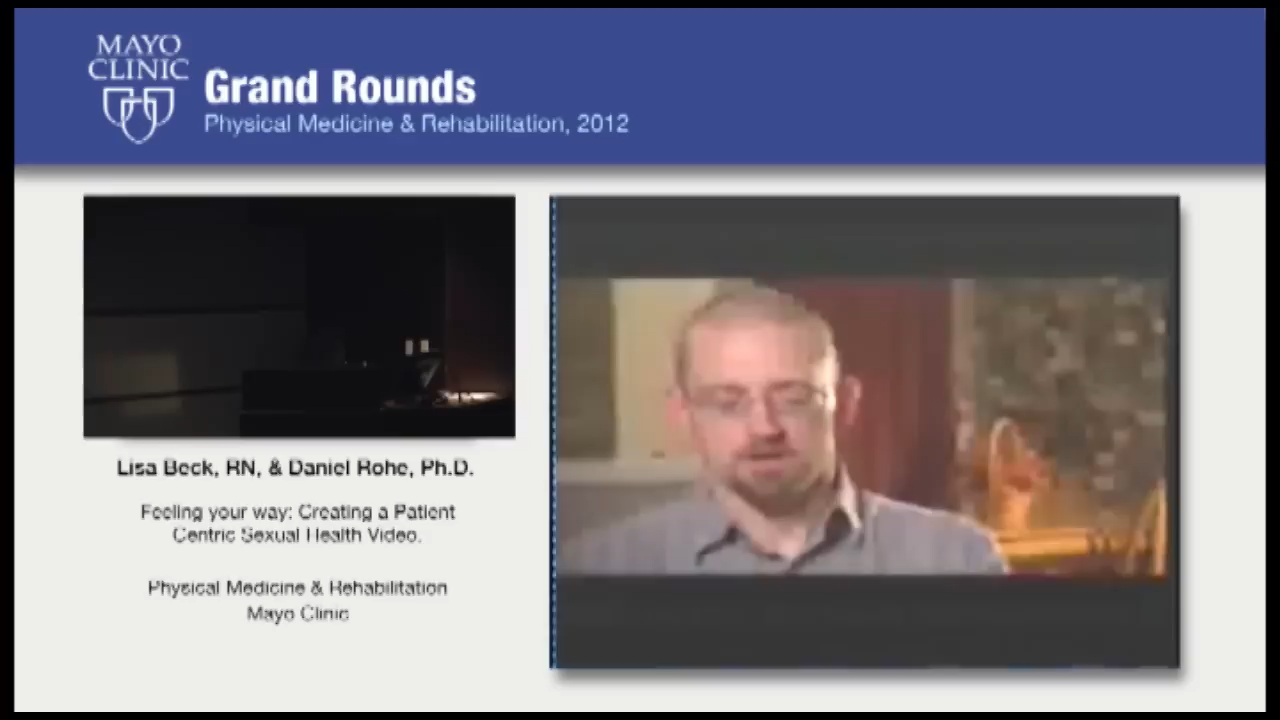 MAYO
CLINIC
Grand Rounds
Physical Medicine & Rehabilitation, 2012
Lisa Beck, RN, & Daniel Rohe, Ph.D.
Feeling your way: Creating a Patient
Centric Sexual Health Video.
Physical Medicine & Rehabilitation
Mayo Clinic